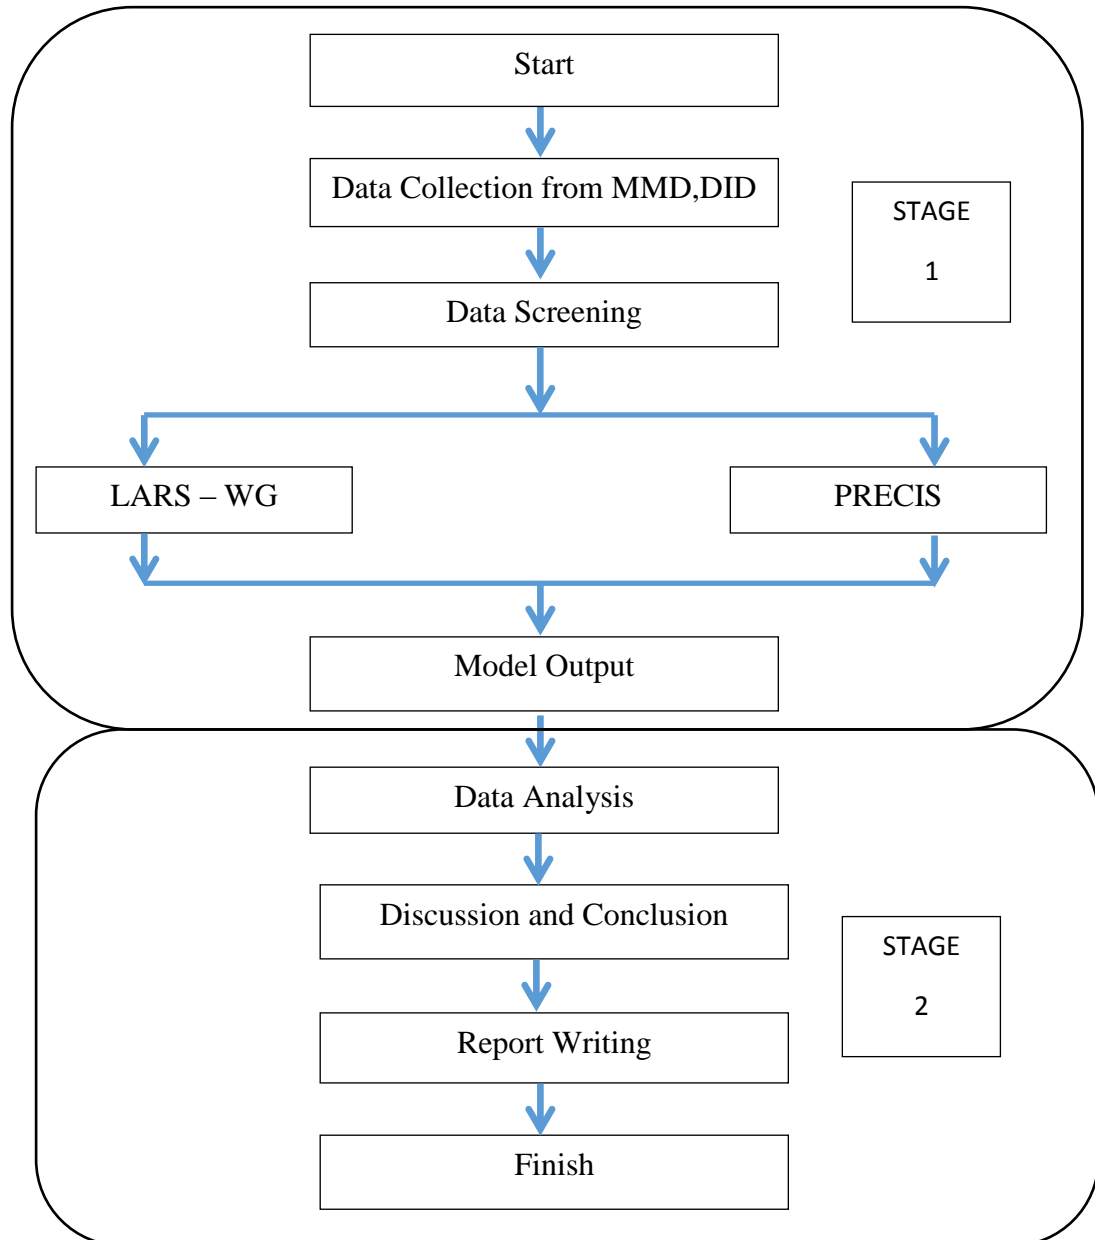 Start
Data Collection from MMD,DID
STAGE
1
Data Screening
LARS – WG
PRECIS
Model Output
Data Analysis
Discussion and Conclusion
STAGE
2
Report Writing
Finish